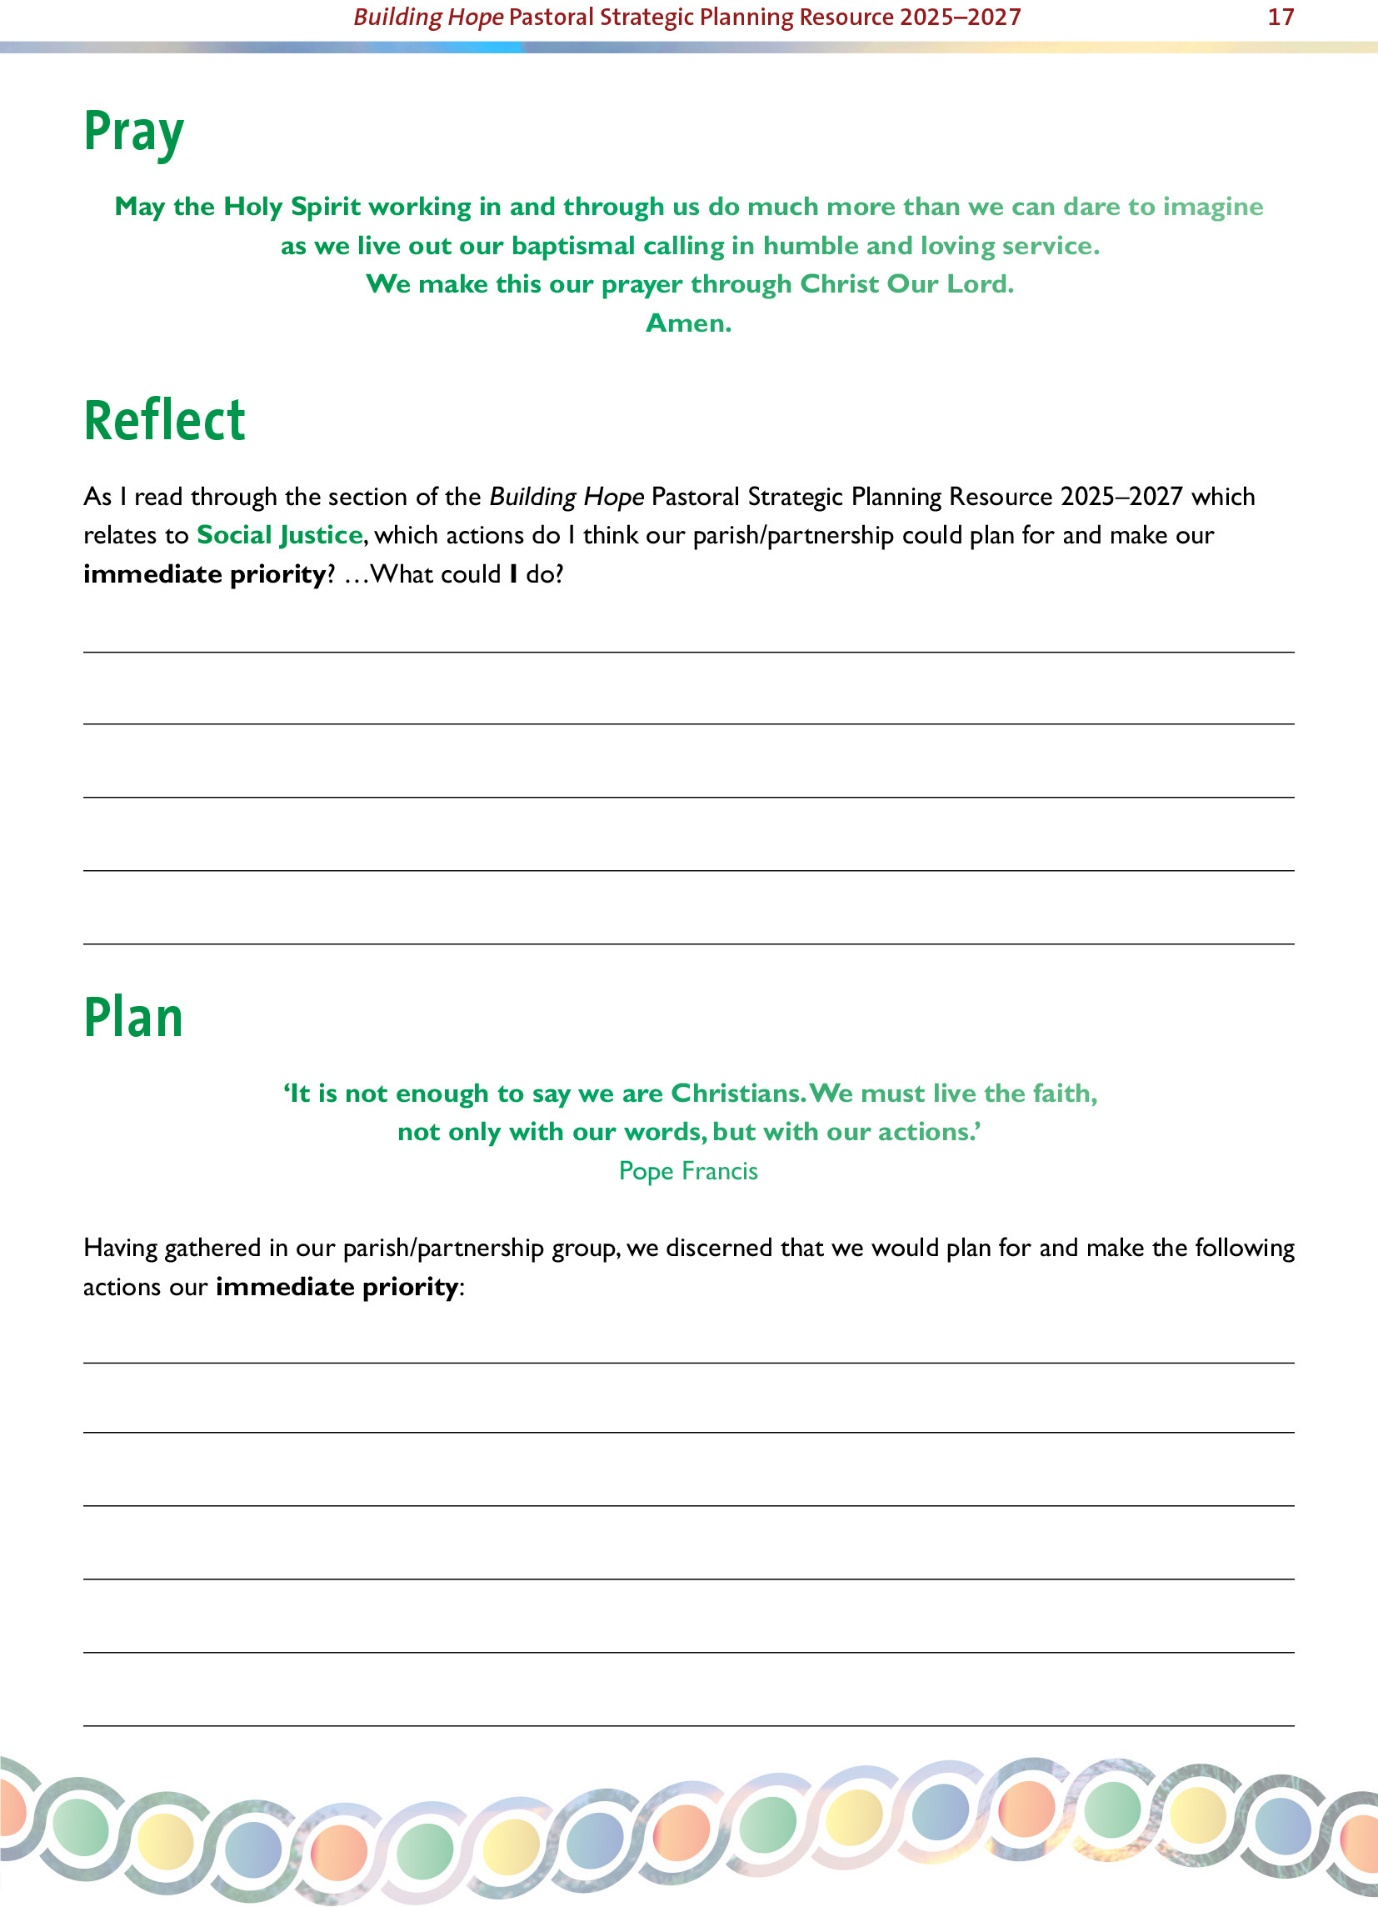 Building Hope Pastoral Strategic Planning Resource 2025–2027 17
Pray
May the Holy Spirit working in and through us do much more than we can dare to imagine
as we live out our baptismal calling in humble and loving service.
We make this our prayer through Christ Our Lord.
Amen.
Reflect
As I read through the section of the Building Hope Pastoral Strategic Planning Resource 2025–2027 which
relates to Social Justice, which actions do I think our parish/partnership could plan for and make our
immediate priority? …What could I do?
Plan
‘It is not enough to say we are Christians. We must live the faith,
not only with our words, but with our actions.’
Pope Francis
Having gathered in our parish/partnership group, we discerned that we would plan for and make the following
actions our immediate priority: